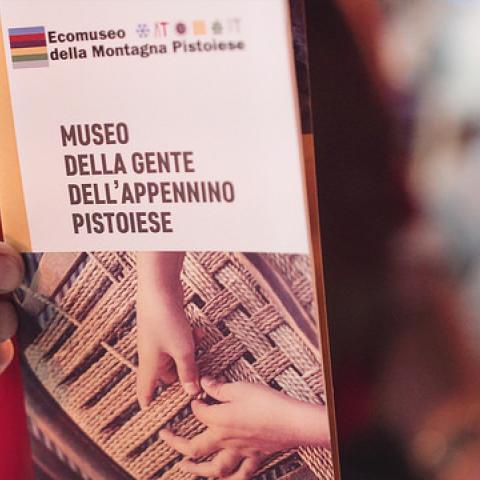 Ecomuseo
della Montagna Pistoiese
MUSEO
DELLA GENTE
DELL'APPENNINO
PISTOIESE